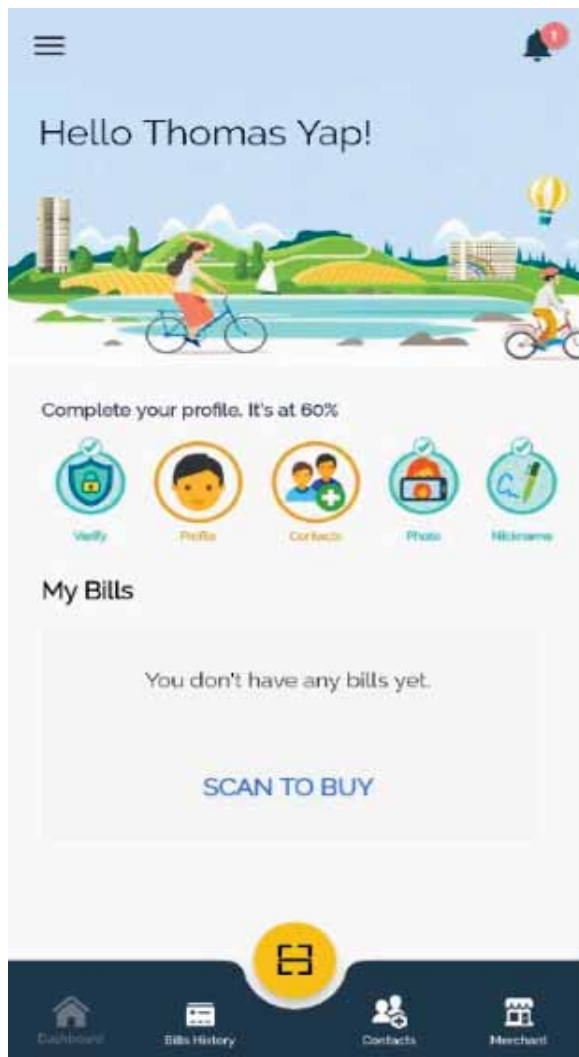 1
Hello Thomas Yap!
Complete your profile. It's at 60%
Verify Profile Contacts Photo Nickname
My Bills
You don't have any bills yet.
SCAN TO BUY
Dashboard Bills History Contacts Merchant